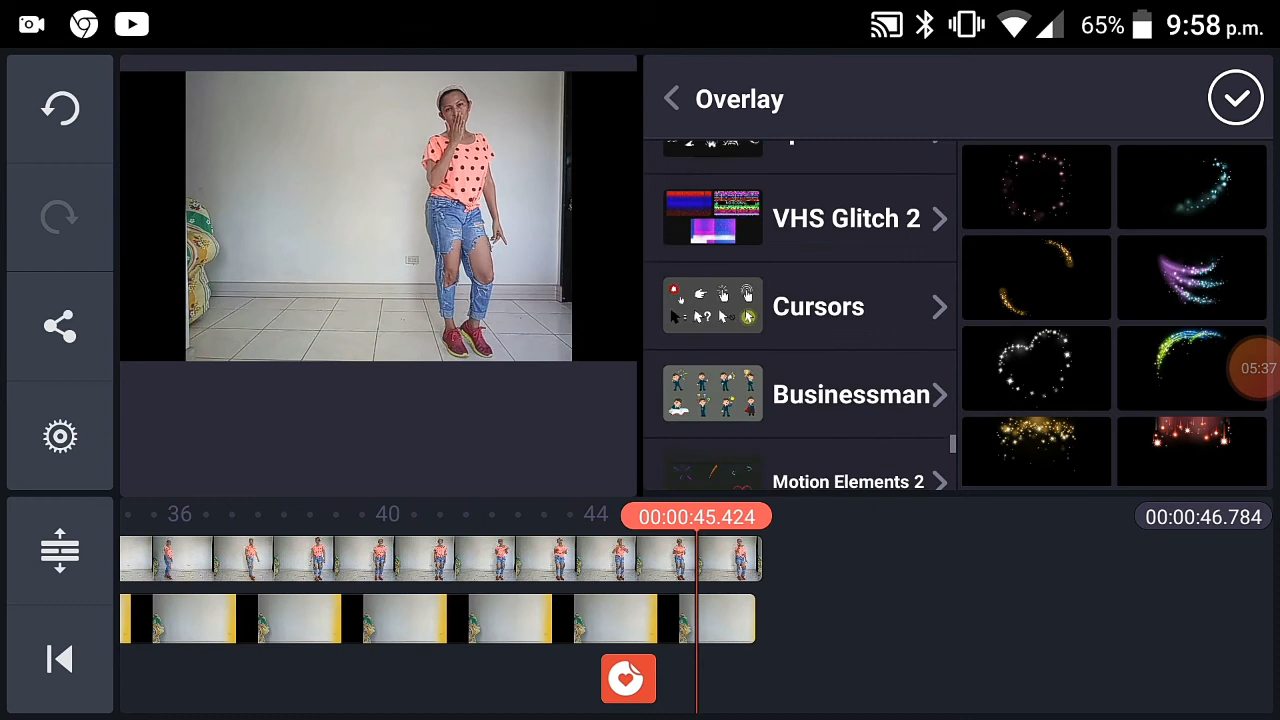 65% 9:58 p.m.
Overlay
VHS Glitch 2
Cursors
Businessman
Motion Elements 2
05:37
36 40 44 00:00:45.424 00:00:46.784